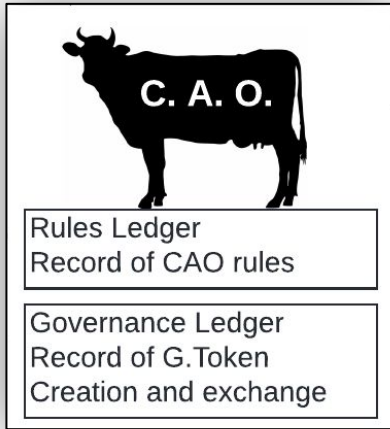 C. A. O.
Rules Ledger
Record of CAO rules
Governance Ledger
Record of G.Token
Creation and exchange